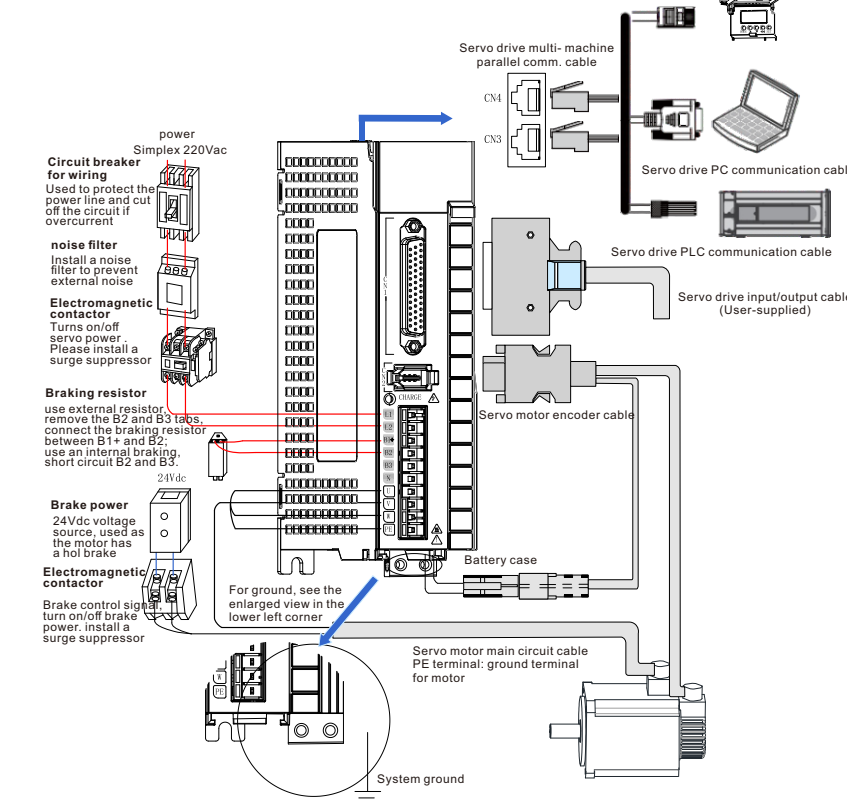 Servo drive multi- machine
parallel comm. cable
CN4
CN3
power
Simplex 220Vac
Circuit breaker
for wiring
Used to protect the
power line and cut
off the circuit if
overcurrent
noise filter
Install a noise
filter to prevent
external noise
Electromagnetic
contactor
Turns on/off
servo power .
Please install a
surge suppressor
Braking resistor
use external resistor,
remove the B2 and B3 tabs,
connect the braking resistor
between B1+ and B2;
use an internal braking,
short circuit B2 and B3.
24Vdc
Brake power
24Vdc voltage
source, used as
the motor has
a hol brake
Electromagnetic
contactor
Brake control signal,
turn on/off brake
power. install a
surge suppressor
Servo drive PC communication cabl
Servo drive PLC communication cable
Servo drive input/output cable
(User-supplied)
Servo motor encoder cable
CHARGE
L1
L2
B1+
B2
B3
N
U
V
W
PE
Battery case
For ground, see the
enlarged view in the
lower left corner
Servo motor main circuit cable
PE terminal: ground terminal
for motor
W
PE
System ground